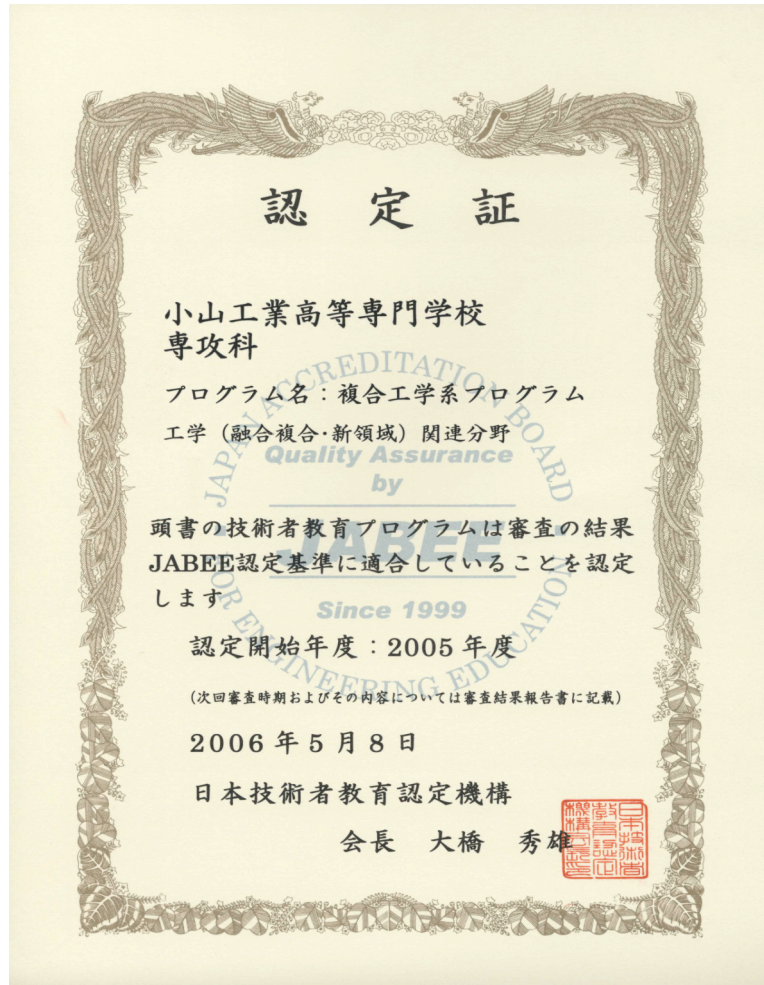 認定証
小山工業高等専門学校
専攻科
プログラム名：複合工学系プログラム
工学（融合複合・新領域）関連分野
頭書の技術者教育プログラムは審査の結果
JABEE認定基準に適合していることを認定
します
認定開始年度：2005年度
(次回審査時期およびその内容については審査結果報告書に記載)
2006年5月8日
日本技術者教育認定機構
会長 大橋 秀雄
JAPAN ACCREDITATION BOARD
Quality Assurance
by
JABEE
Since 1999
FOR ENGINEERING EDUCATION